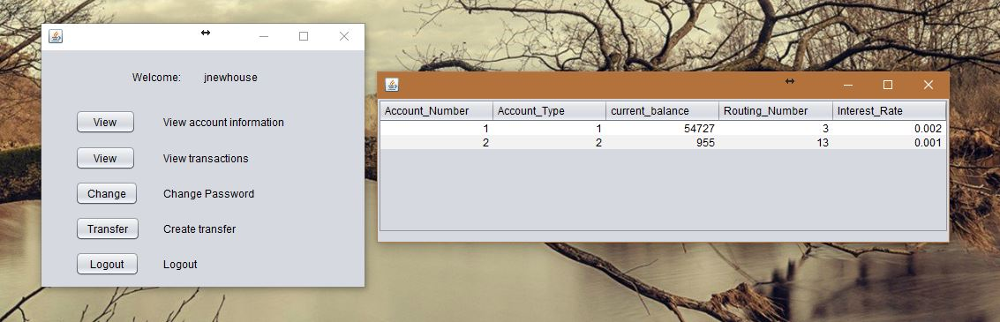 Welcome: jnewhouse
View View account information
View View transactions
Change Change Password
Transfer Create transfer
Logout Logout
Account_Number Account_Type current_balance Routing_Number Interest_Rate
1 1 54727 3 0.002
2 2 955 13 0.001